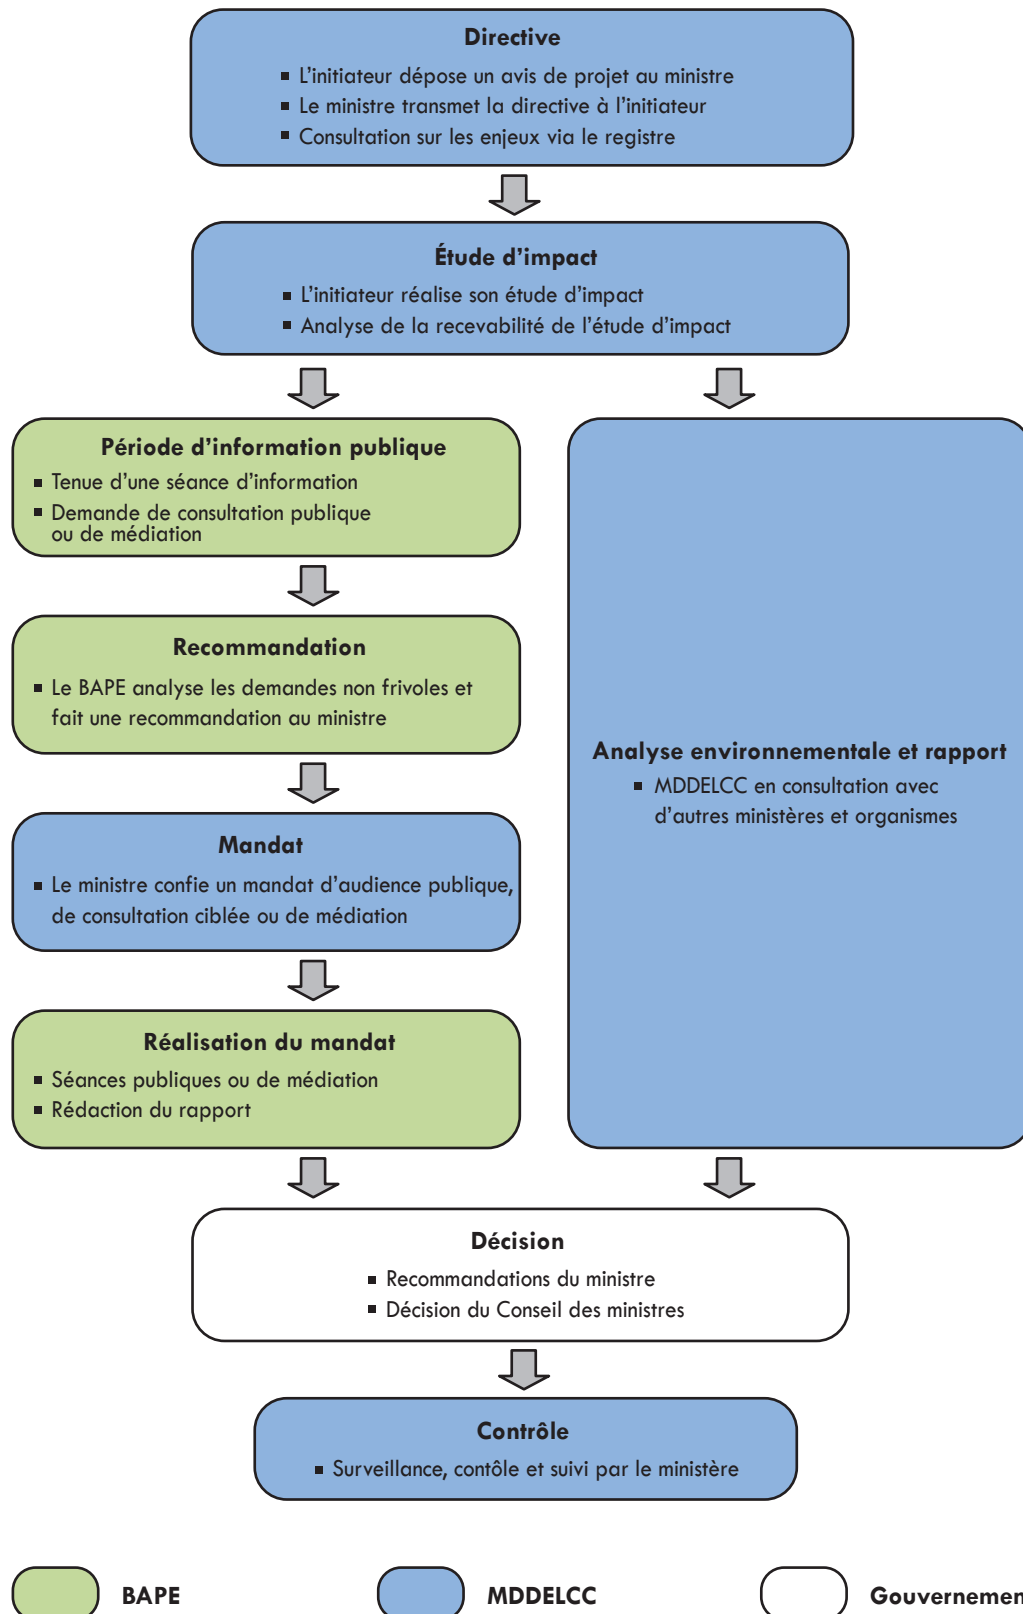 Directive
▪ L'initiateur dépose un avis de projet au ministre
▪ Le ministre transmet la directive à l'initiateur
▪ Consultation sur les enjeux via le registre
Étude d'impact
▪ L'initiateur réalise son étude d'impact
▪ Analyse de la recevabilité de l'étude d'impact
Période d'information publique
▪ Tenue d'une séance d'information
▪ Demande de consultation publique
ou de médiation
Recommandation
▪ Le BAPE analyse les demandes non frivoles et
fait une recommandation au ministre
Mandat
▪ Le ministre confie un mandat d'audience publique,
de consultation ciblée ou de médiation
Réalisation du mandat
▪ Séances publiques ou de médiation
▪ Rédaction du rapport
Analyse environnementale et rapport
▪ MDDELCC en consultation avec
d'autres ministères et organismes
Décision
▪ Recommandations du ministre
▪ Décision du Conseil des ministres
Contrôle
▪ Surveillance, contôle et suivi par le ministère
BAPE
MDDELCC
Gouvernemen